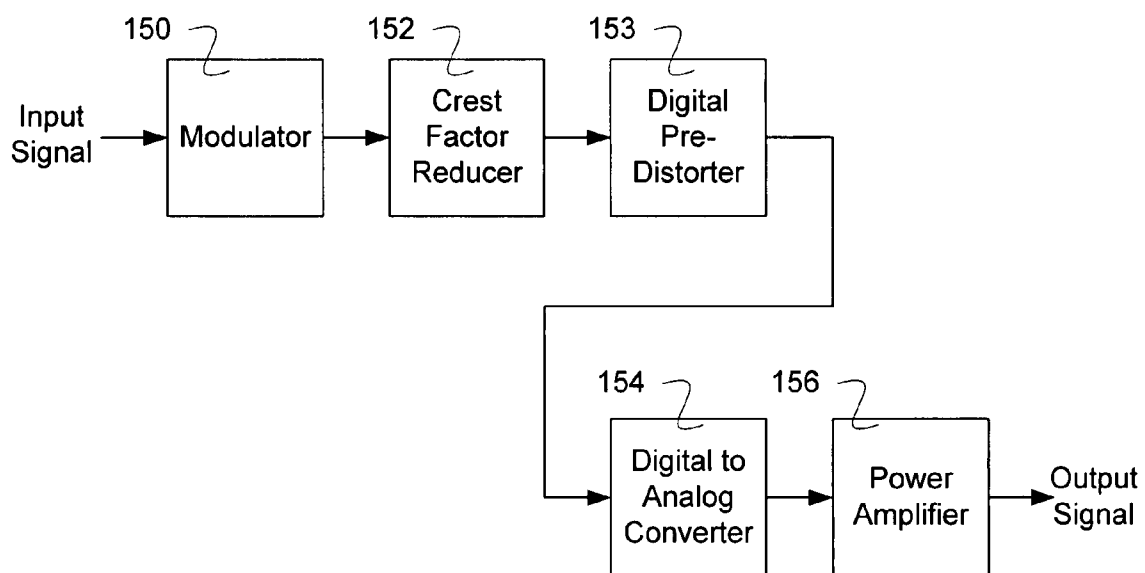 150
152
153
Input
Signal
Modulator
Crest
Factor
Reducer
Digital
Pre-
Distorter
154
156
Digital to
Analog
Converter
Power
Amplifier
Output
Signal